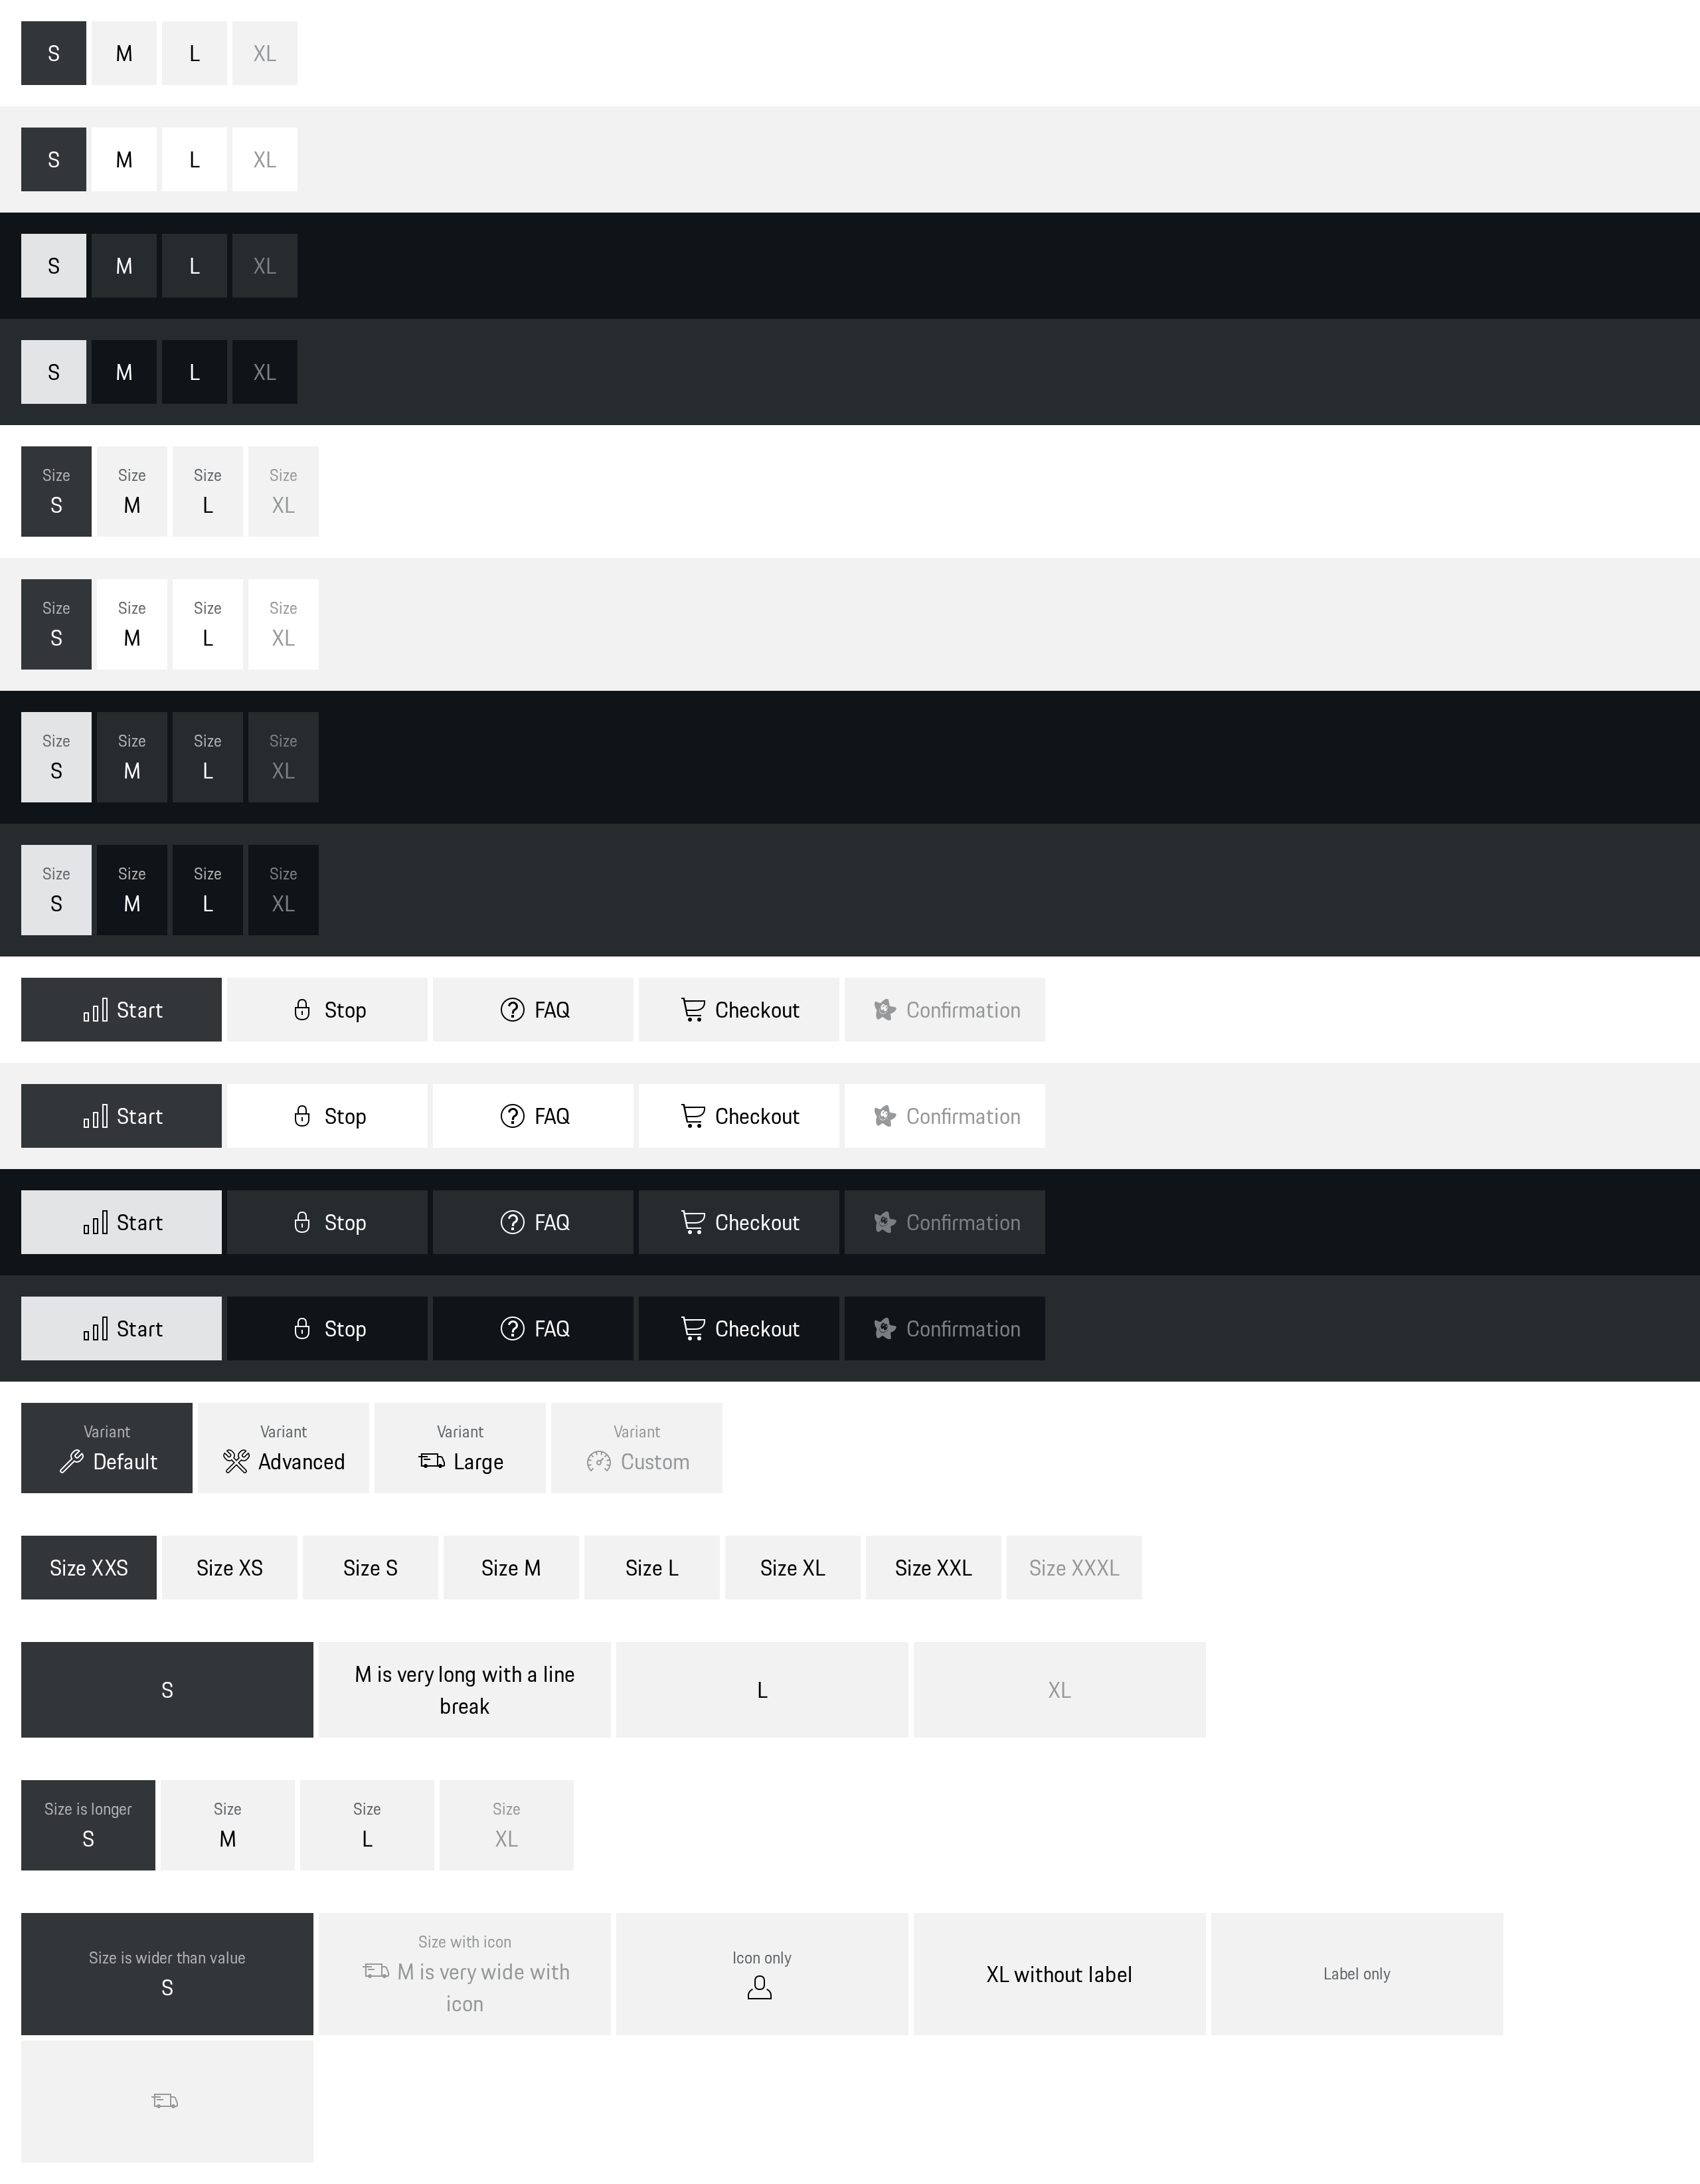 S M L XL
S M L XL
S M L XL
S M L XL
Size Size Size Size
S M L XL
Size Size Size Size
S M L XL
Size Size Size Size
S M L XL
Size Size Size Size
S M L XL
Start Stop FAQ Checkout Confirmation
Start Stop FAQ Checkout Confirmation
Start Stop FAQ Checkout Confirmation
Start Stop FAQ Checkout Confirmation
Variant Variant Variant Variant
Default Advanced Large Custom
Size XXS Size XS Size S Size M Size L Size XL Size XXL Size XXXL
S
M is very long with a line
break
L
XL
Size is longer Size Size Size
S M L XL
Size is wider than value
S
Size with icon
M is very wide with
icon
Icon only
XL without label
Label only